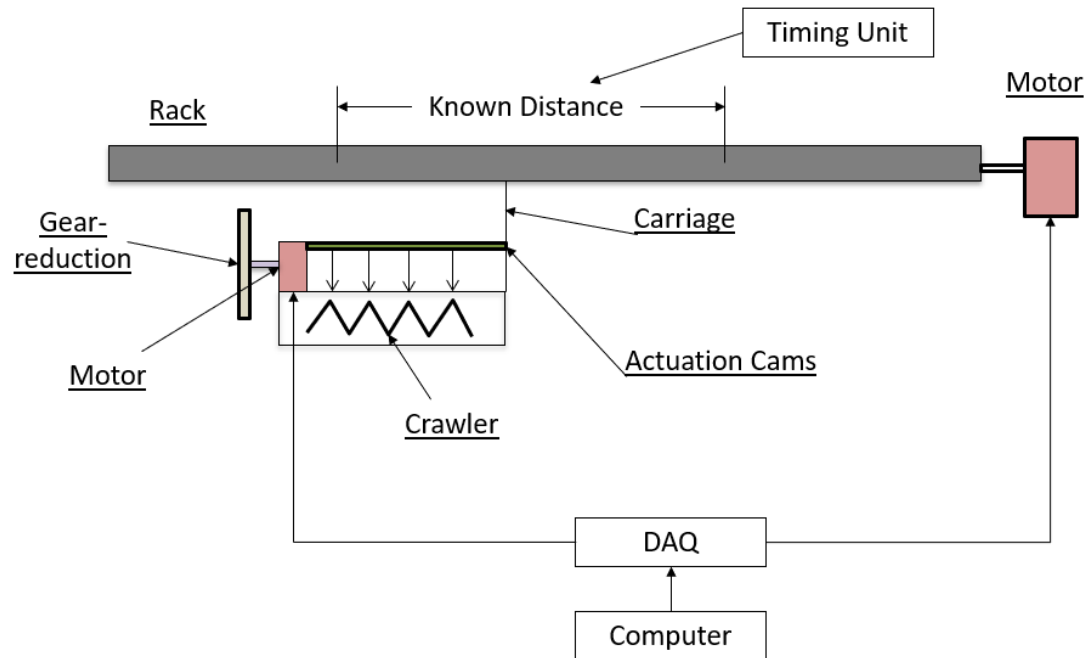 Timing Unit
Motor
Known Distance
Rack
Gear-
reduction
Carriage
Motor
Actuation Cams
Crawler
DAQ
Computer